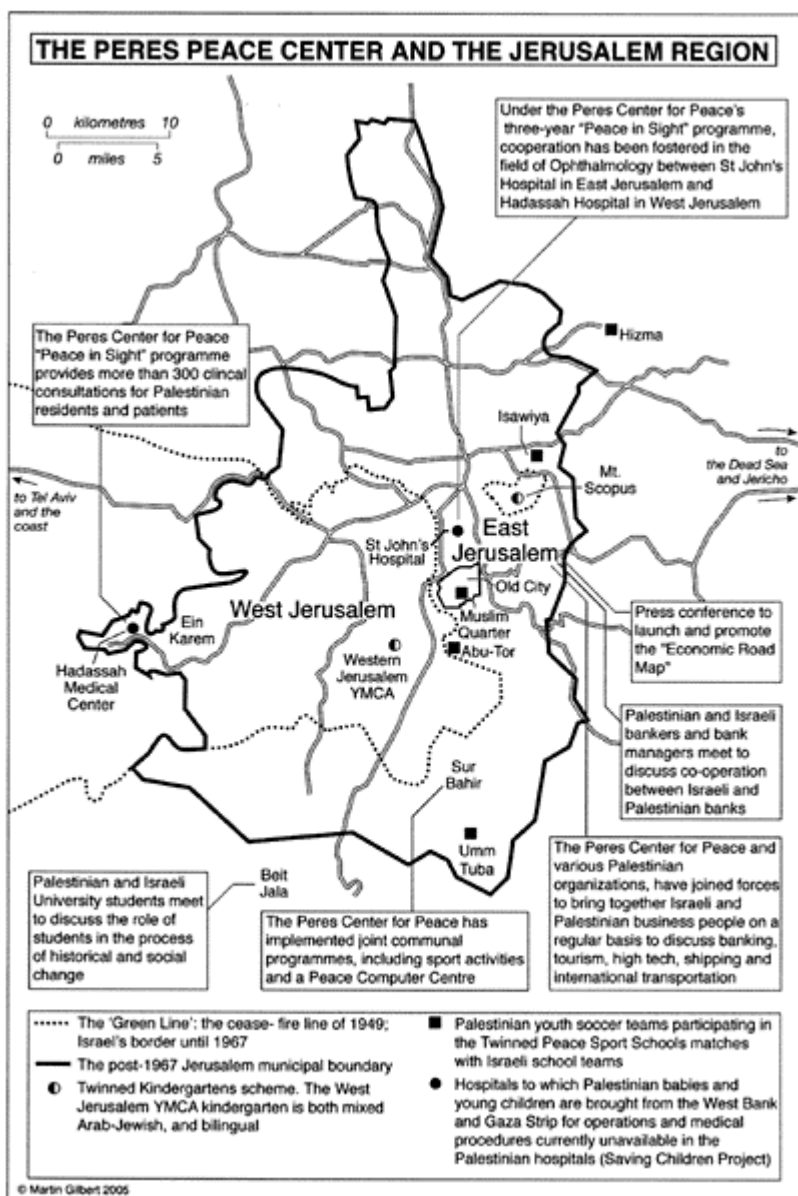 THE PERES PEACE CENTER AND THE JERUSALEM REGION
0 kilometres 10
0 miles 5
Under the Peres Center for Peace's
three-year "Peace in Sight" programme,
cooperation has been fostered in the
field of Ophthalmology between St John's
Hospital in East Jerusalem and
Hadassah Hospital in West Jerusalem
The Peres Center for Peace
"Peace in Sight" programme
provides more than 300 clincal
consultations for Palestinian
residents and patients
Hizma
Isawiya
Mt.
Scopus
to
the Dead Sea
and Jericho
to Tel Aviv
and the
coast
St John's
Hospital
East
Jerusalem
Old City
West Jerusalem
Ein
Karem
Hadassah
Medical
Center
Muslim
Quarter
Abu-Tor
Western
Jerusalem
YMCA
Press conference to
launch and promote
the "Economic Road
Map"
Palestinian and Israeli
bankers and bank
managers meet to
discuss co-operation
between Israeli and
Palestinian banks
Sur
Bahir
Umm
Tuba
Beit
Jala
Palestinian and Israeli
University students meet
to discuss the role of
students in the process
of historical and social
change
The Peres Center for Peace has
implemented joint communal
programmes, including sport activities
and a Peace Computer Centre
The Peres Center for Peace and
various Palestinian
organizations, have joined forces
to bring together Israeli and
Palestinian business people on a
regular basis to discuss banking,
tourism, high tech, shipping and
international transportation
The 'Green Line': the cease- fire line of 1949;
Israel's border until 1967
The post-1967 Jerusalem municipal boundary
Twinned Kindergartens scheme. The West
Jerusalem YMCA kindergarten is both mixed
Arab-Jewish, and bilingual
Palestinian youth soccer teams participating in
the Twinned Peace Sport Schools matches
with Israeli school teams
Hospitals to which Palestinian babies and
young children are brought from the West Bank
and Gaza Strip for operations and medical
procedures currently unavailable in the
Palestinian hospitals (Saving Children Project)
© Martin Gilbert 2005